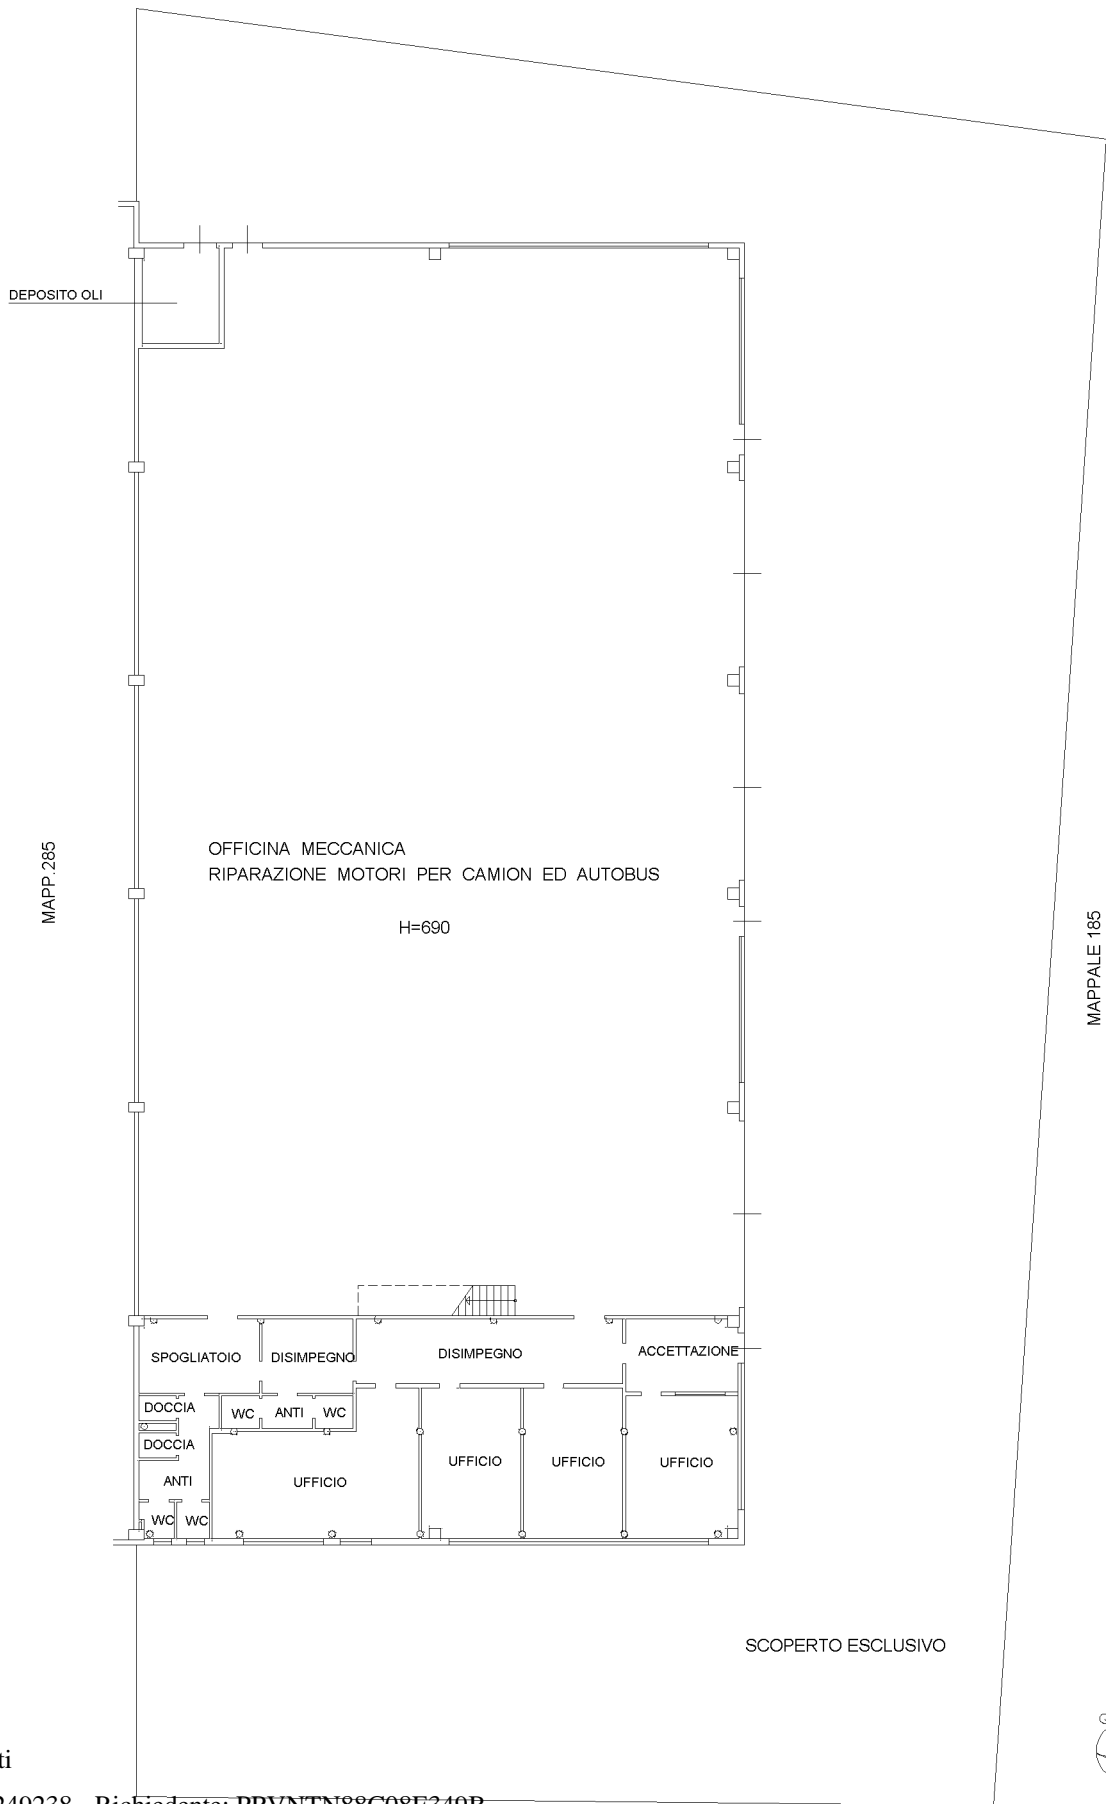 DEPOSITO OLI
MAPP.285
OFFICINA MECCANICA
RIPARAZIONE MOTORI PER CAMION ED AUTOBUS
H=690
MAPPALE 185
SPOGLIATOIO
DISIMPEGNO
DISIMPEGNO
ACCETTAZIONE
DOCCIA
WC
ANTI
WC
DOCCIA
ANTI
UFFICIO
UFFICIO
UFFICIO
UFFICIO
WC
WC
SCOPERTO ESCLUSIVO
ti